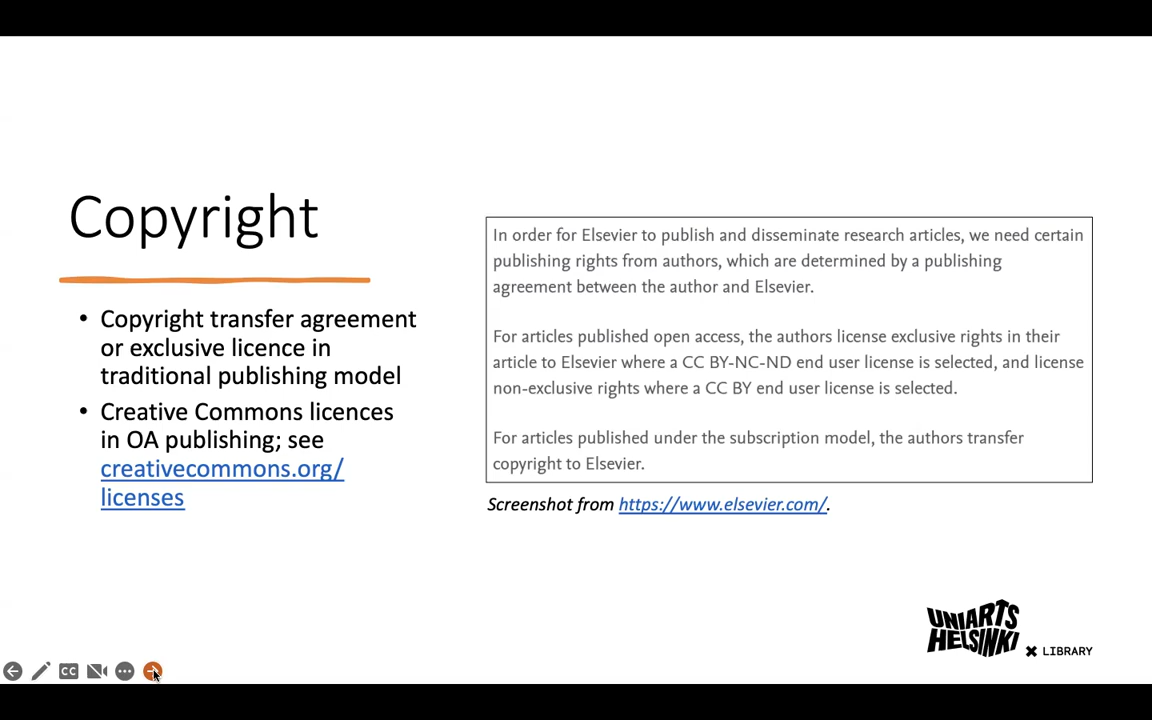 Copyright
• Copyright transfer agreement
or exclusive licence in
traditional publishing model
• Creative Commons licences
in OA publishing; see
creativecommons.org/
licenses
In order for Elsevier to publish and disseminate research articles, we need certain
publishing rights from authors, which are determined by a publishing
agreement between the author and Elsevier.
For articles published open access, the authors license exclusive rights in their
article to Elsevier where a CC BY-NC-ND end user license is selected, and license
non-exclusive rights where a CC BY end user license is selected.
For articles published under the subscription model, the authors transfer
copyright to Elsevier.
Screenshot from https://www.elsevier.com/.
UNIARTS
HELSINKI
X LIBRARY
CC